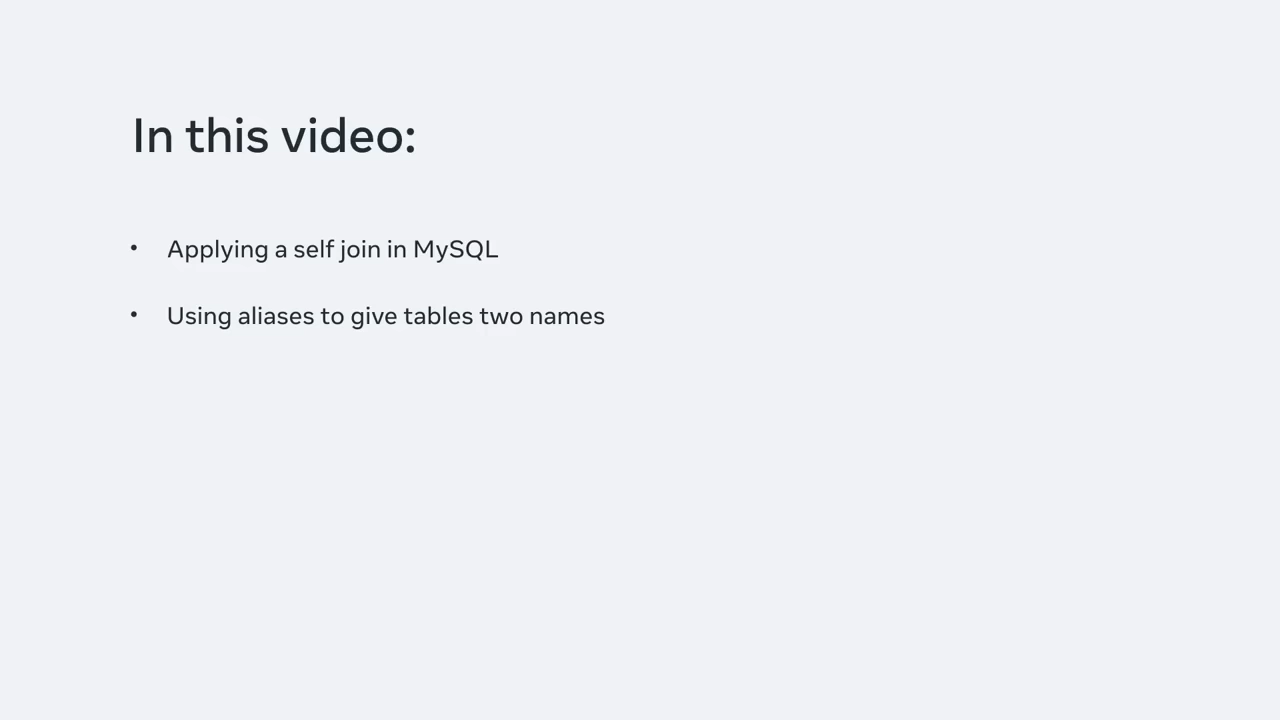 In this video:
• Applying a self join in MySQL
• Using aliases to give tables two names